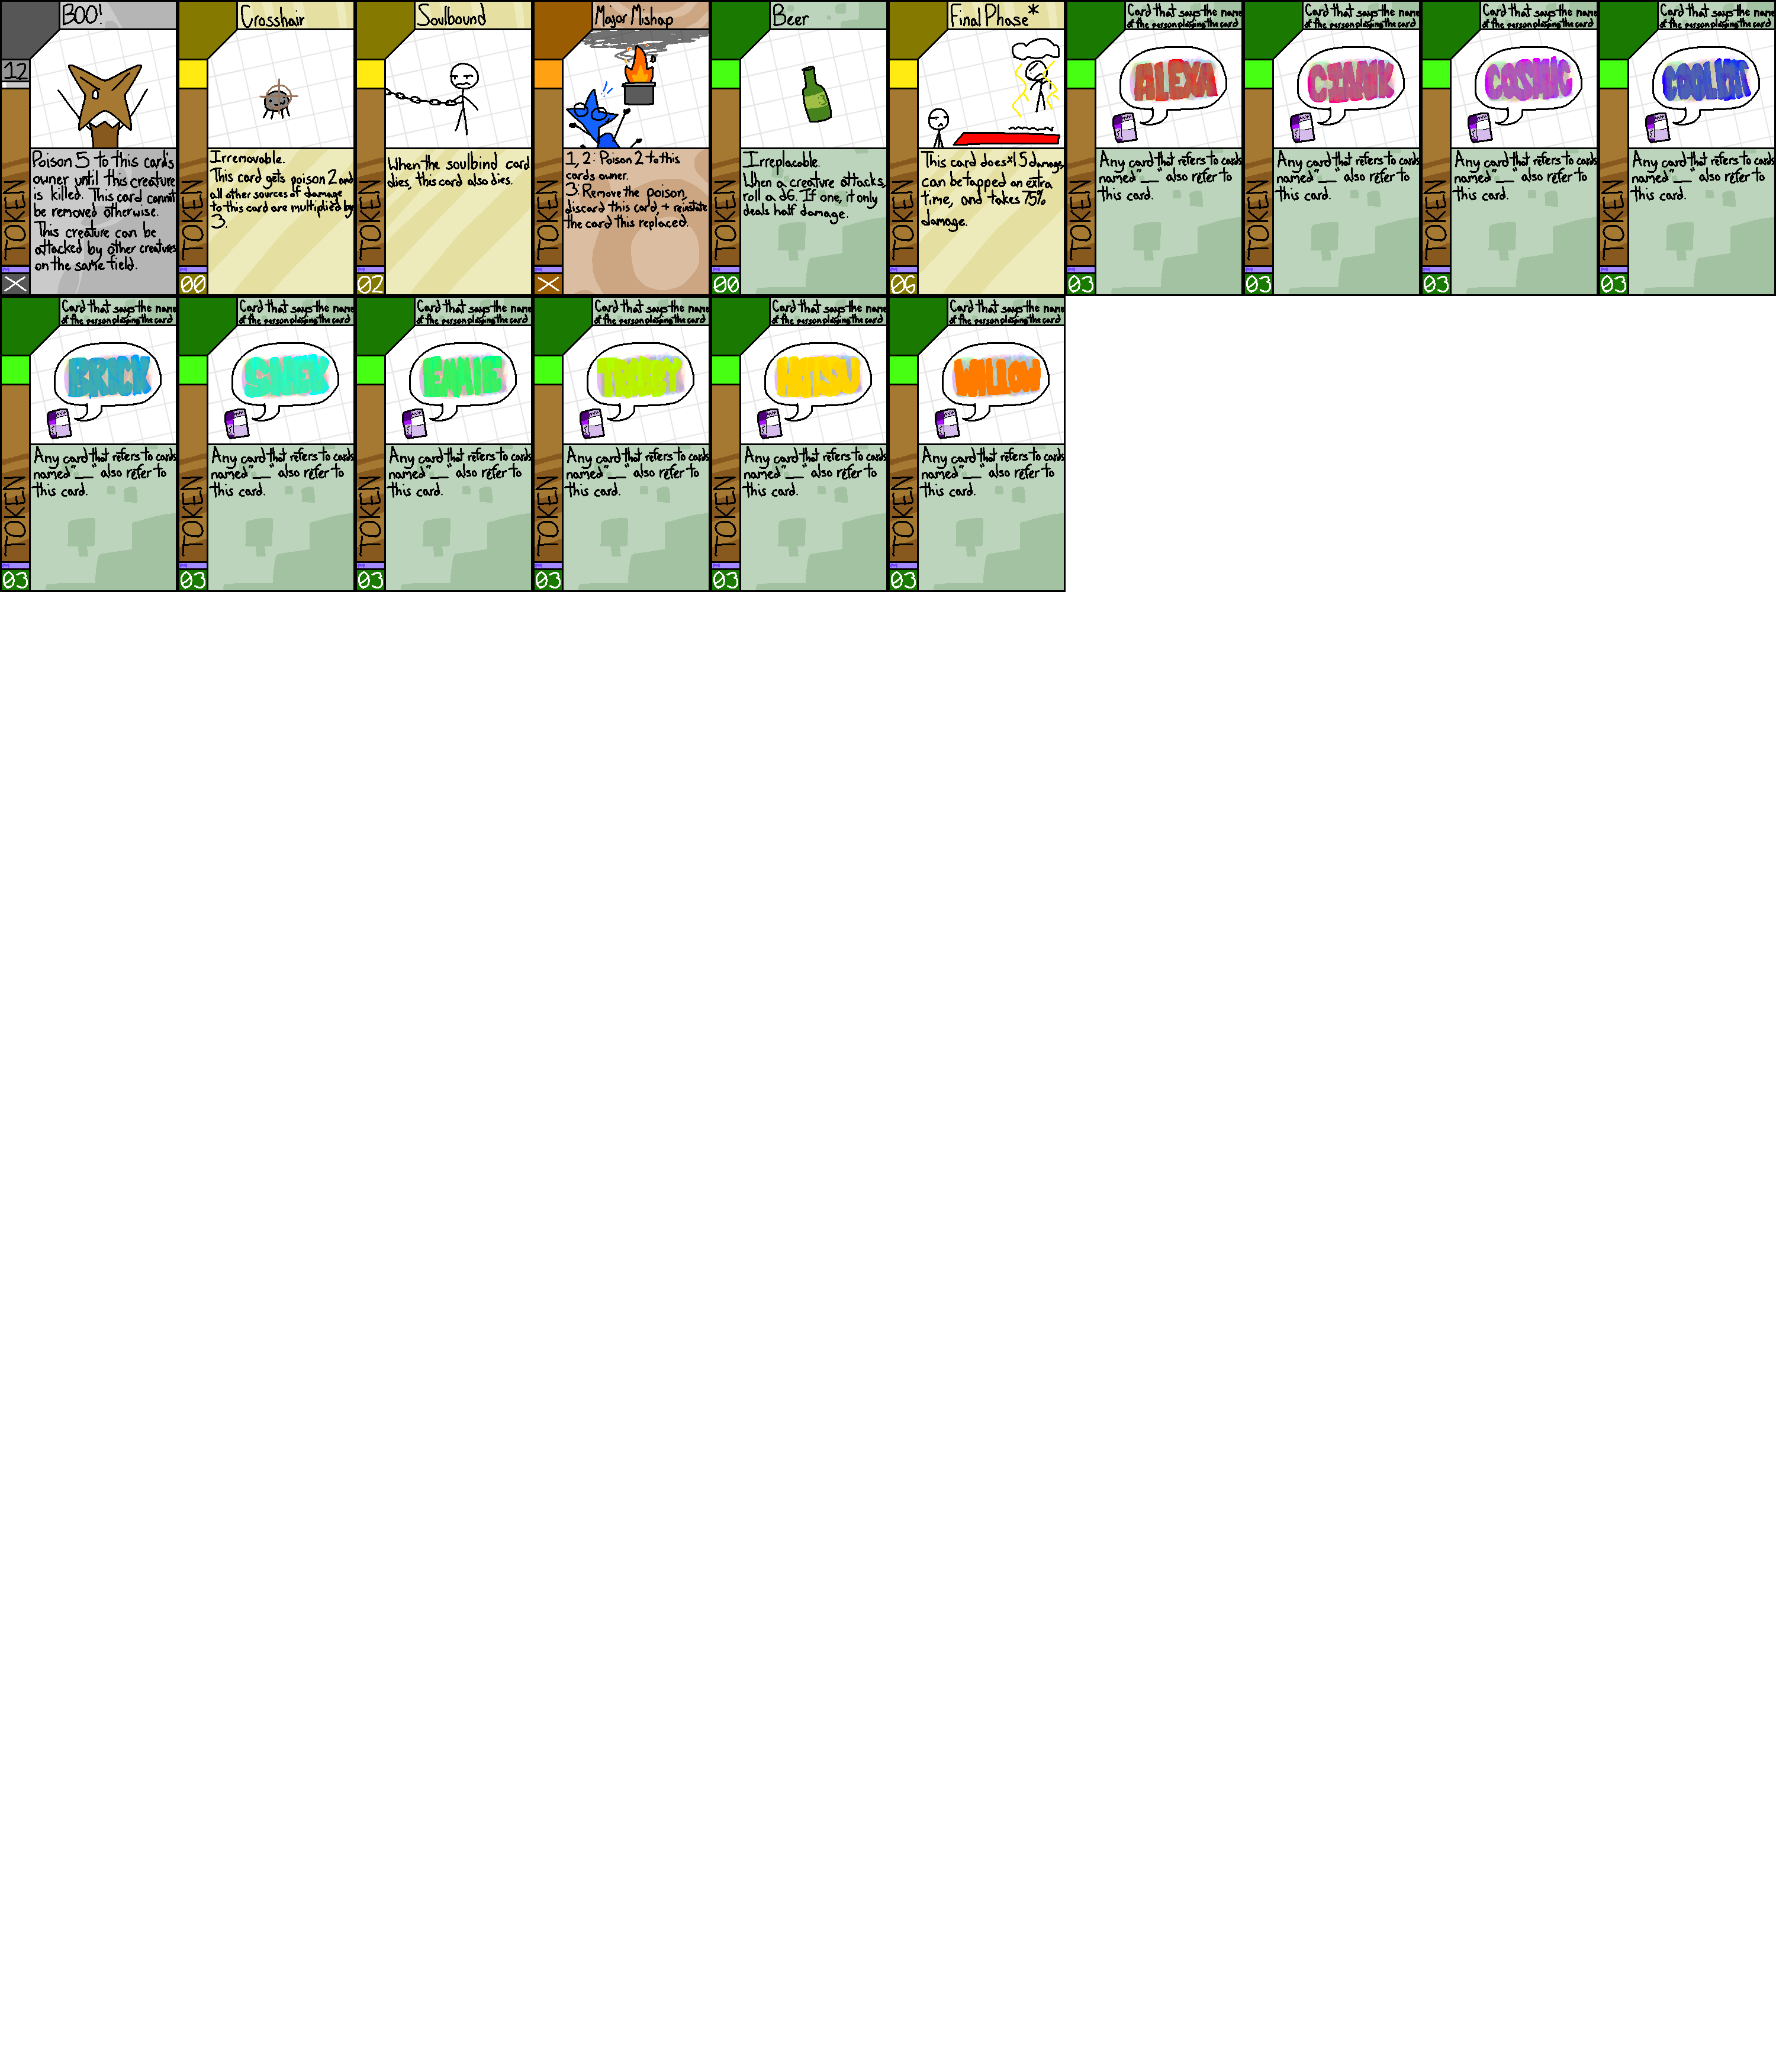 BOO!
12
Poison 5 to this card's
owner until this creature
is killed. This card cannot
be removed otherwise.
This creature can be
attacked by other creatures
on the same field.
TOKEN
X
Crosshair
Irremovable.
This card gets poison 2 and
all other sources of damage
to this card are multiplied by
3.
TOKEN
00
Soulbound
When the soulbind card
dies, this card also dies.
TOKEN
02
Major Mishap
1, 2: Poison 2 to this
cards owner.
3: Remove the poison,
discard this card, + reinstate
the card this replaced.
TOKEN
X
Beer
Irreplacable.
When a creature attacks,
roll a d6. If one, it only
deals half damage.
TOKEN
00
Final Phase*
This card does *1.5 damage,
can be tapped an extra
time, and takes 75%
damage.
TOKEN
06
Card that says the name
of the person playing the card
ALEXA
Any card that refers to cards
named "__" also refer to
this card.
TOKEN
03
Card that says the name
of the person playing the card
Any card that refers to cards
named "__" also refer to
this card.
TOKEN
03
Card that says the name
of the person playing the card
COSMIC
Any card that refers to cards
named "__" also refer to
this card.
TOKEN
03
Card that says the name
of the person playing the card
Any card that refers to cards
named "__" also refer to
this card.
TOKEN
03
Card that says the name
of the person playing the card
BRICK
Any card that refers to cards
named "__" also refer to
this card.
TOKEN
03
Card that says the name
of the person playing the card
Any card that refers to cards
named "__" also refer to
this card.
TOKEN
03
Card that says the name
of the person playing the card
Any card that refers to cards
named "__" also refer to
this card.
TOKEN
03
Card that says the name
of the person playing the card
Any card that refers to cards
named "__" also refer to
this card.
TOKEN
03
Card that says the name
of the person playing the card
Any card that refers to cards
named "__" also refer to
this card.
TOKEN
03
Card that says the name
of the person playing the card
WILLOW
Any card that refers to cards
named "__" also refer to
this card.
TOKEN
03